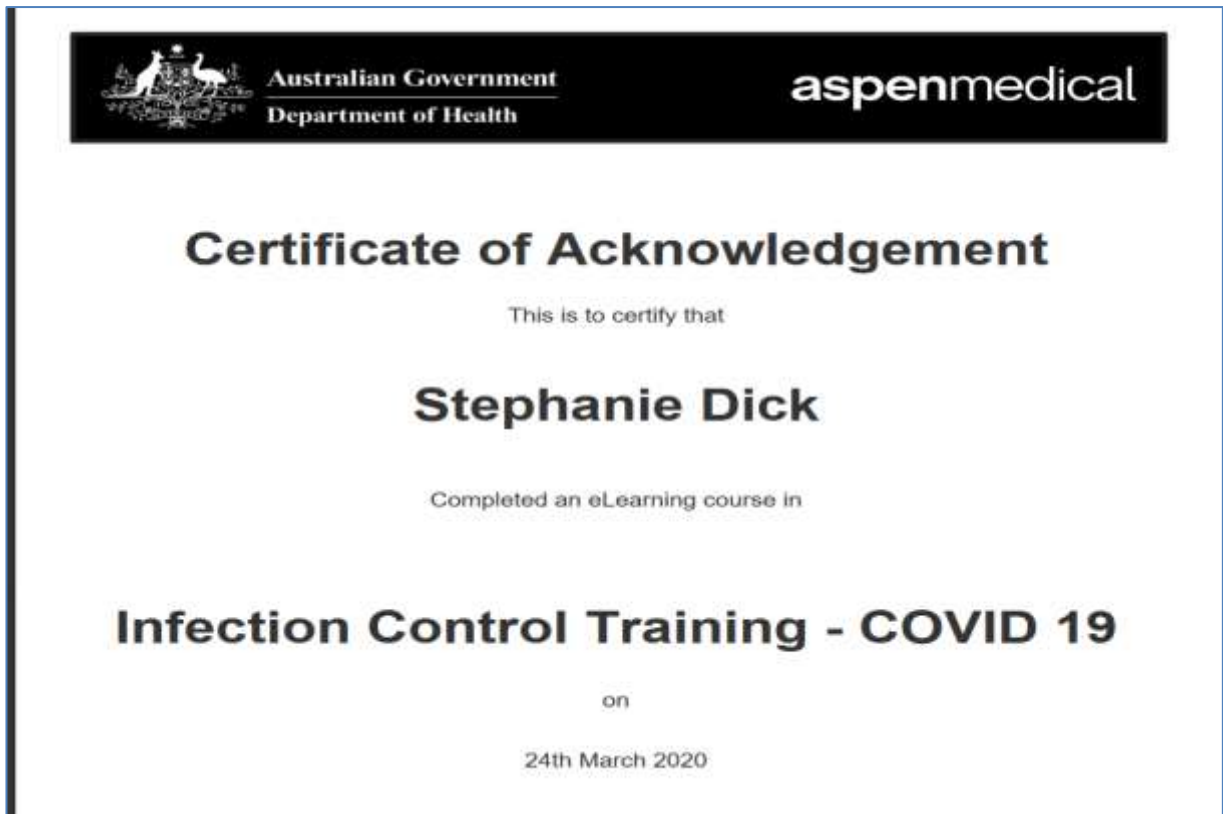 Australian Government
Department of Health
aspenmedical
Certificate of Acknowledgement
This is to certify that
Stephanie Dick
Completed an eLearning course in
Infection Control Training - COVID 19
on
24th March 2020